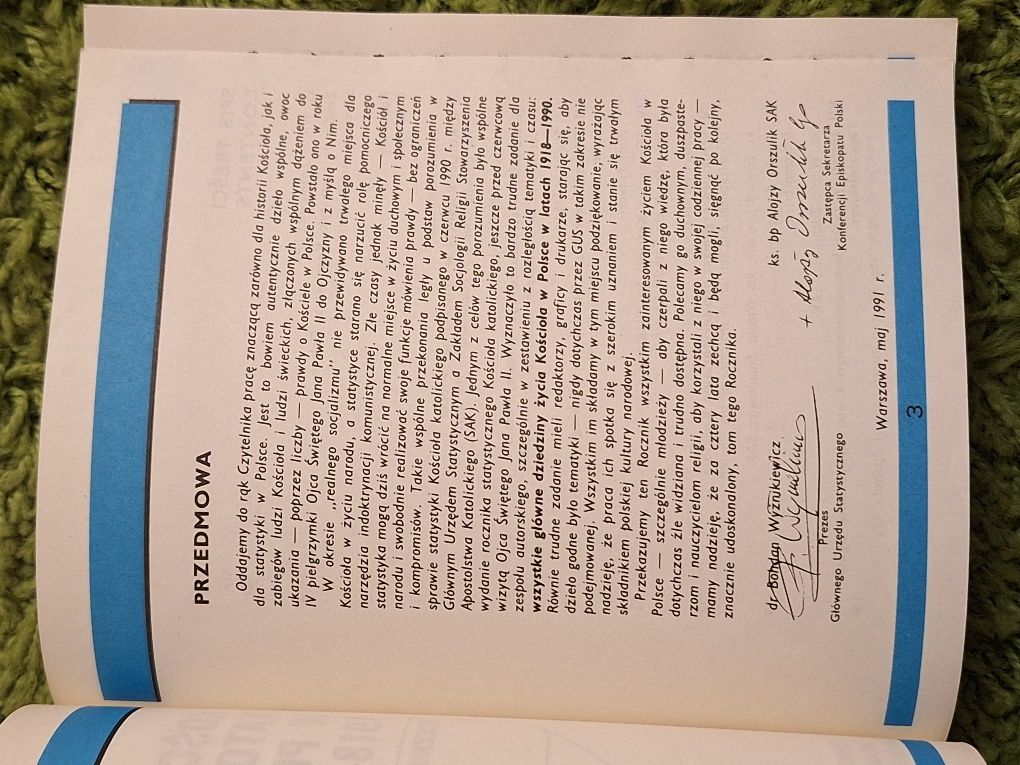 PRZEDMOWA
Oddajemy do rąk Czytelnika pracę znaczącą zarówno dla historii Kościoła, jak i
dla statystyki w Polsce. Jest to bowiem autentycznie dzieło wspólne, owoc
zabiegów ludzi Kościoła i ludzi świeckich, złączonych wspólnym dążeniem do
ukazania — poprzez liczby — prawdy o Kościele w Polsce. Powstało ono w roku
IV pielgrzymki Ojca Świętego Jana Pawła II do Ojczyzny i z myślą o Nim.
W okresie „realnego socjalizmu” nie przewidywano trwałego miejsca dla
Kościoła w życiu narodu, a statystyce starano się narzucić rolę pomocniczego
narzędzia indoktrynacji komunistycznej. Złe czasy jednak minęły — Kościół i
statystyka mogą dziś wrócić na normalne miejsce w życiu duchowym i społecznym
narodu i swobodnie realizować swoje funkcje mówienia prawdy — bez ograniczeń
i kompromisów. Takie wspólne przekonania legły u podstaw porozumienia w
sprawie statystyki Kościoła katolickiego podpisanego w czerwcu 1990 r. między
Głównym Urzędem Statystycznym a Zakładem Socjologii Religii Stowarzyszenia
Apostolstwa Katolickiego (SAK). Jednym z celów tego porozumienia było wspólne
wydanie rocznika statystycznego Kościoła katolickiego, jeszcze przed czerwcową
wizytą Ojca Świętego Jana Pawła II. Wyznaczyło to bardzo trudne zadanie dla
zespołu autorskiego, szczególnie w zestawieniu z rozległością tematyki i czasu:
wszystkie główne dziedziny życia Kościoła w Polsce w latach 1918—1990.
Równie trudne zadanie mieli redaktorzy, graficy i drukarze, starając się, aby
dzieło godne było tematyki — nigdy dotychczas przez GUS w takim zakresie nie
podejmowanej. Wszystkim im składamy w tym miejscu podziękowanie, wyrażając
nadzieję, że praca ich spotka się z szerokim uznaniem i stanie się trwałym
składnikiem polskiej kultury narodowej.
Przekazujemy ten Rocznik wszystkim zainteresowanym życiem Kościoła w
Polsce — szczególnie młodzieży — aby czerpali z niego wiedzę, która była
dotychczas źle widziana i trudno dostępna. Polecamy go duchownym, duszpaste-
rzom i nauczycielom religii, aby korzystali z niego w swojej codziennej pracy —
mamy nadzieję, że za cztery lata zechcą i będą mogli, sięgnąć po kolejny,
znacznie udoskonalony, tom tego Rocznika.
dr Bohdan Wyżnikiewicz
Prezes
Głównego Urzędu Statystycznego
ks. bp Alojzy Orszulik SAK
+ Alojzy Orszulik
Zastępca Sekretarza
Konferencji Episkopatu Polski
Warszawa, maj 1991 r.
3